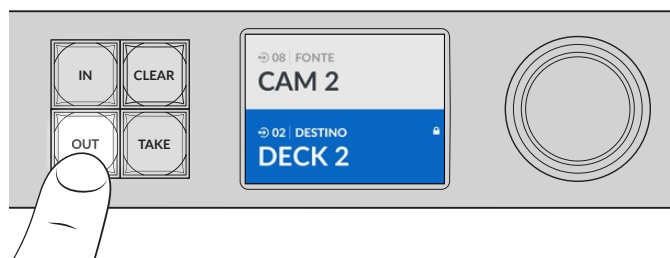 IN
CLEAR
OUT
TAKE
08 | FONTE
CAM 2
02 | DESTINO
DECK 2